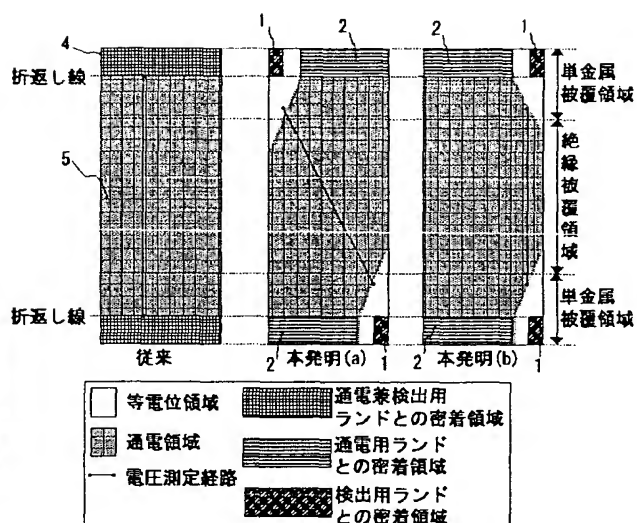 1
2
2
1
4
折返し線
単金属
被覆領域
5
絶縁被覆領域
折返し線
単金属
被覆領域
従来
2
本発明(a)
1
2
本発明(b)
1
等電位領域
通電兼検出用
ランドとの密着領域
通電領域
通電用ランド
との密着領域
電圧測定経路
検出用ランド
との密着領域